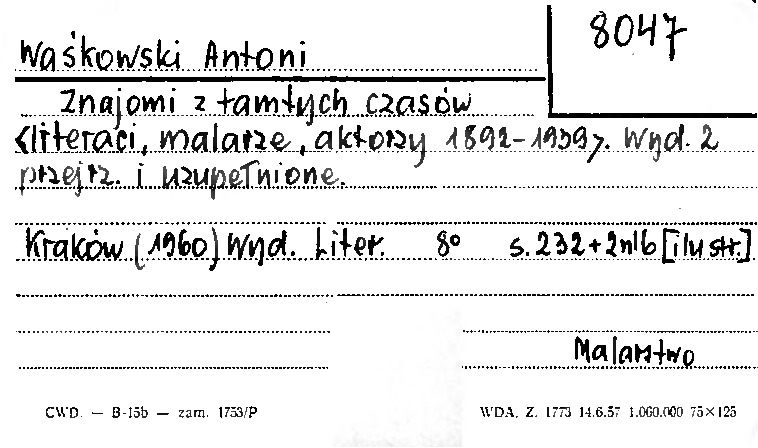 8047
Waśkowski Antoni
Znajomi z tamtych czasów
<literaci, malarze, aktorzy 1892-1939>. Wyd. 2
przejrz. i uzupełnione.
Kraków (1960) Wyd. Liter. 8° s. 232+2nlb [ilustr.]
Malarstwo
CWD. — B-15b — zam. 1753/P
WDA. Z. 1773 14.6.57 1.060.000 75×125